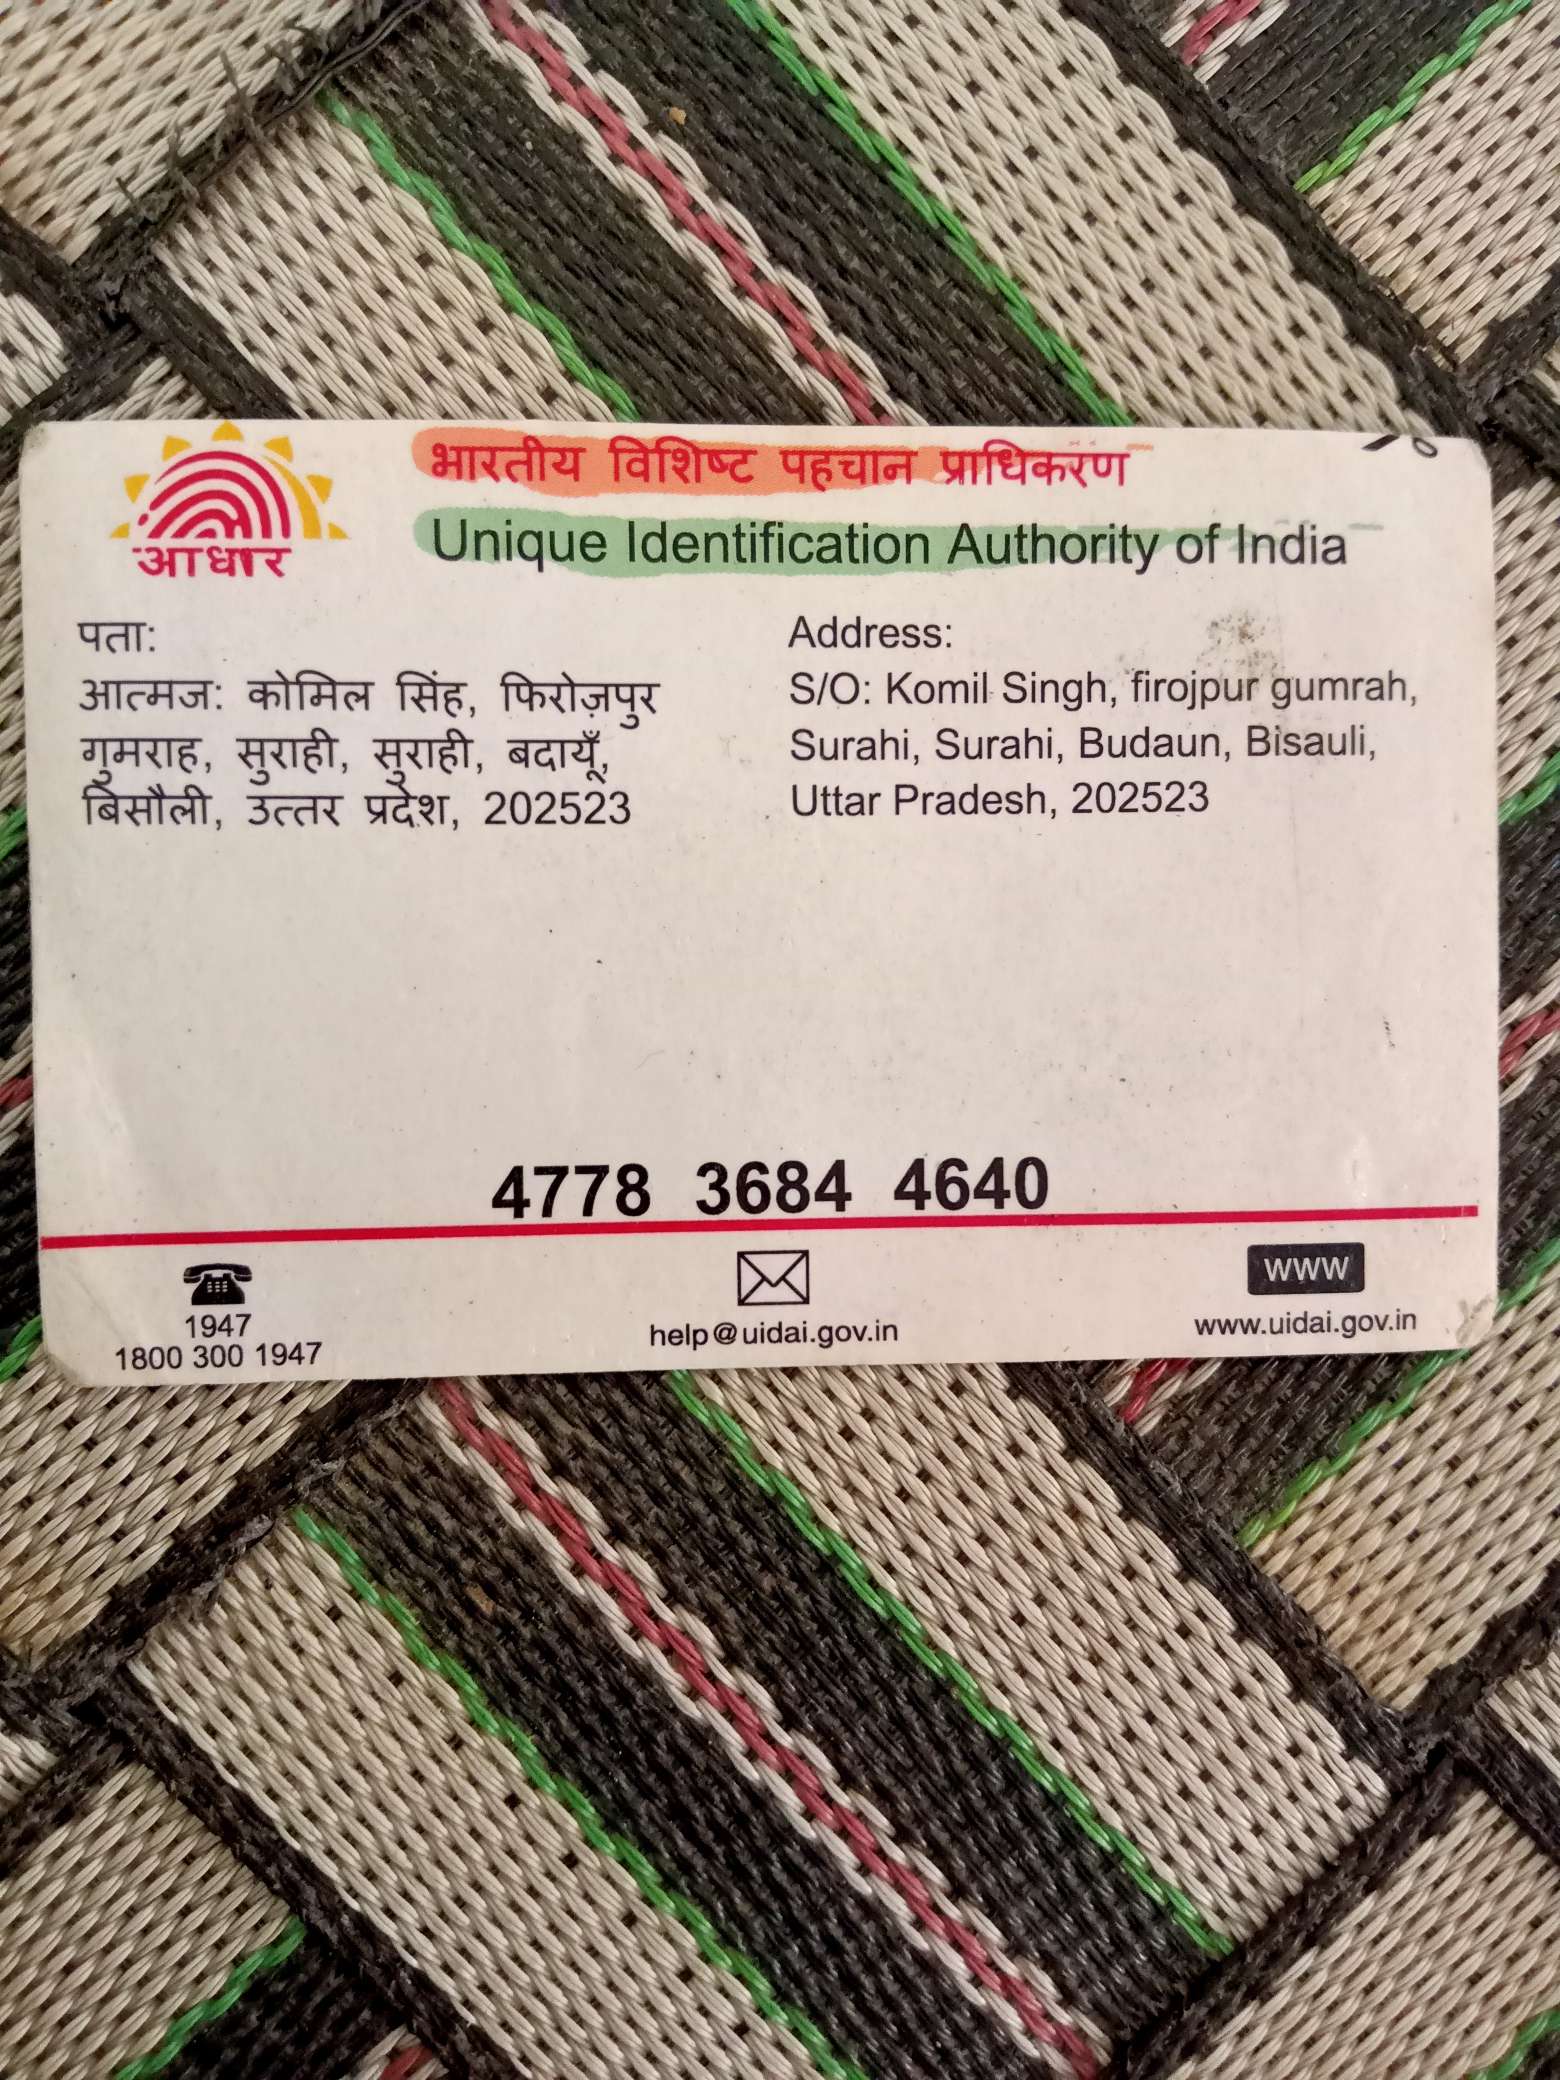 आधार
भारतीय विशिष्ट पहचान प्राधिकरण
Unique Identification Authority of India
पता:
आत्मज: कोमिल सिंह, फिरोज़पुर
गुमराह, सुराही, सुराही, बदायूँ,
बिसौली, उत्तर प्रदेश, 202523
Address:
S/O: Komil Singh, firojpur gumrah,
Surahi, Surahi, Budaun, Bisauli,
Uttar Pradesh, 202523
4778 3684 4640
1947
1800 300 1947
help@uidai.gov.in
www
www.uidai.gov.in